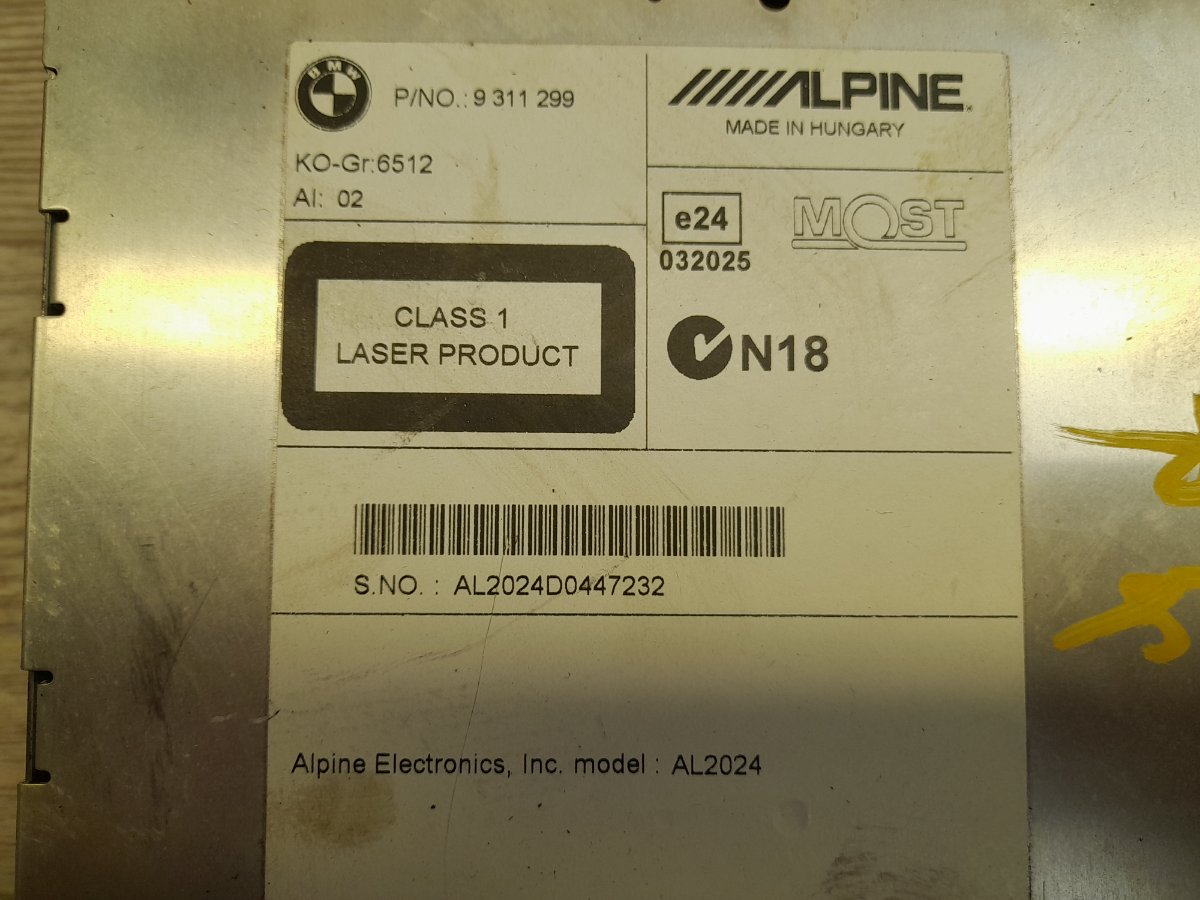 BMW
P/NO.: 9 311 299
KO-Gr:6512
AI: 02
ALPINE
MADE IN HUNGARY
e24
032025
MOST
N18
CLASS 1
LASER PRODUCT
S.NO. : AL2024D0447232
Alpine Electronics, Inc. model : AL2024